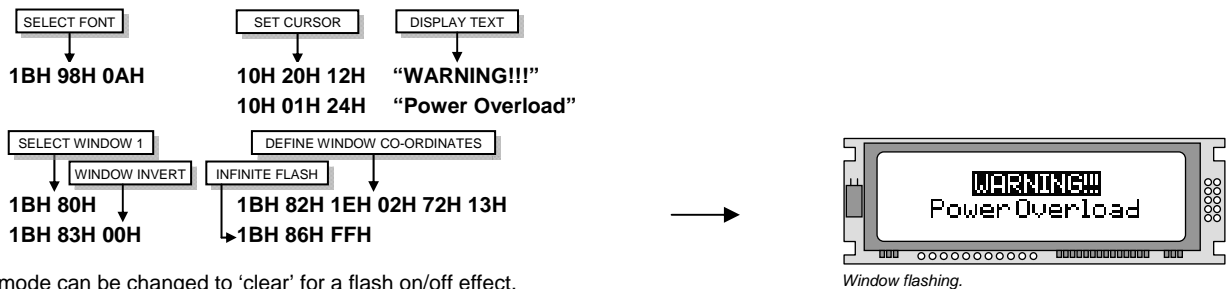 SELECT FONT SET CURSOR DISPLAY TEXT
1BH 98H 0AH 10H 20H 12H “WARNING!!!”
10H 01H 24H “Power Overload”
SELECT WINDOW 1 DEFINE WINDOW CO-ORDINATES
WINDOW INVERT INFINITE FLASH
1BH 80H 1BH 82H 1EH 02H 72H 13H
1BH 83H 00H 1BH 86H FFH
WARNING!!!
Power Overload
mode can be changed to ‘clear’ for a flash on/off effect.
Window flashing.